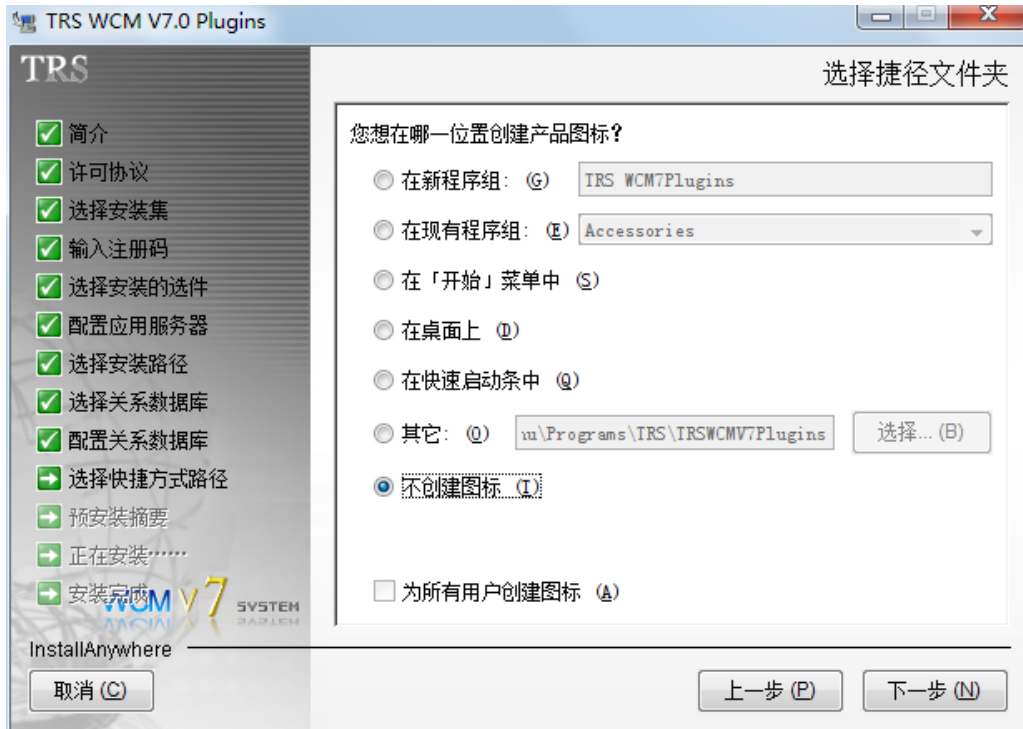 TRS WCM V7.0 Plugins
TRS
选择捷径文件夹
简介
许可协议
选择安装集
输入注册码
选择安装的选件
配置应用服务器
选择安装路径
选择关系数据库
配置关系数据库
选择快捷方式路径
预安装摘要
正在安装……
安装完成
WCM V7 SYSTEM
您想在哪一位置创建产品图标？
在新程序组: (G) TRS WCM7Plugins
在现有程序组: (E) Accessories
在「开始」菜单中 (S)
在桌面上 (D)
在快速启动条中 (Q)
其它: (O) nu\Programs\TRS\TRSWCMV7Plugins 选择... (B)
不创建图标 (I)
为所有用户创建图标 (A)
InstallAnywhere
取消 (C) 上一步 (P) 下一步 (N)